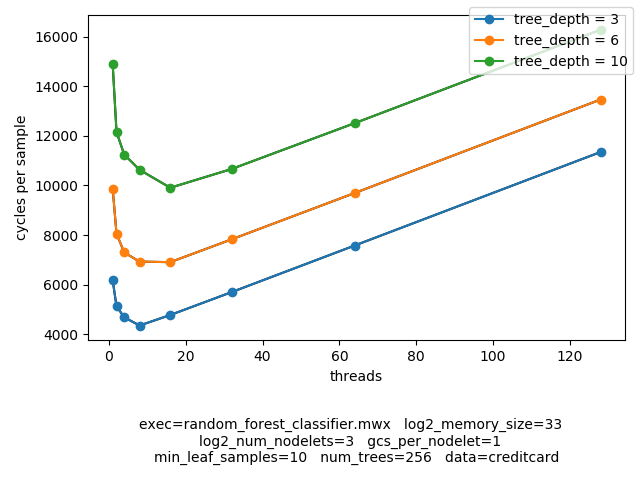 tree_depth = 3
tree_depth = 6
tree_depth = 10
cycles per sample
16000
14000
12000
10000
8000
6000
4000
0 20 40 60 80 100 120
threads
exec=random_forest_classifier.mwx log2_memory_size=33
log2_num_nodelets=3 gcs_per_nodelet=1
min_leaf_samples=10 num_trees=256 data=creditcard